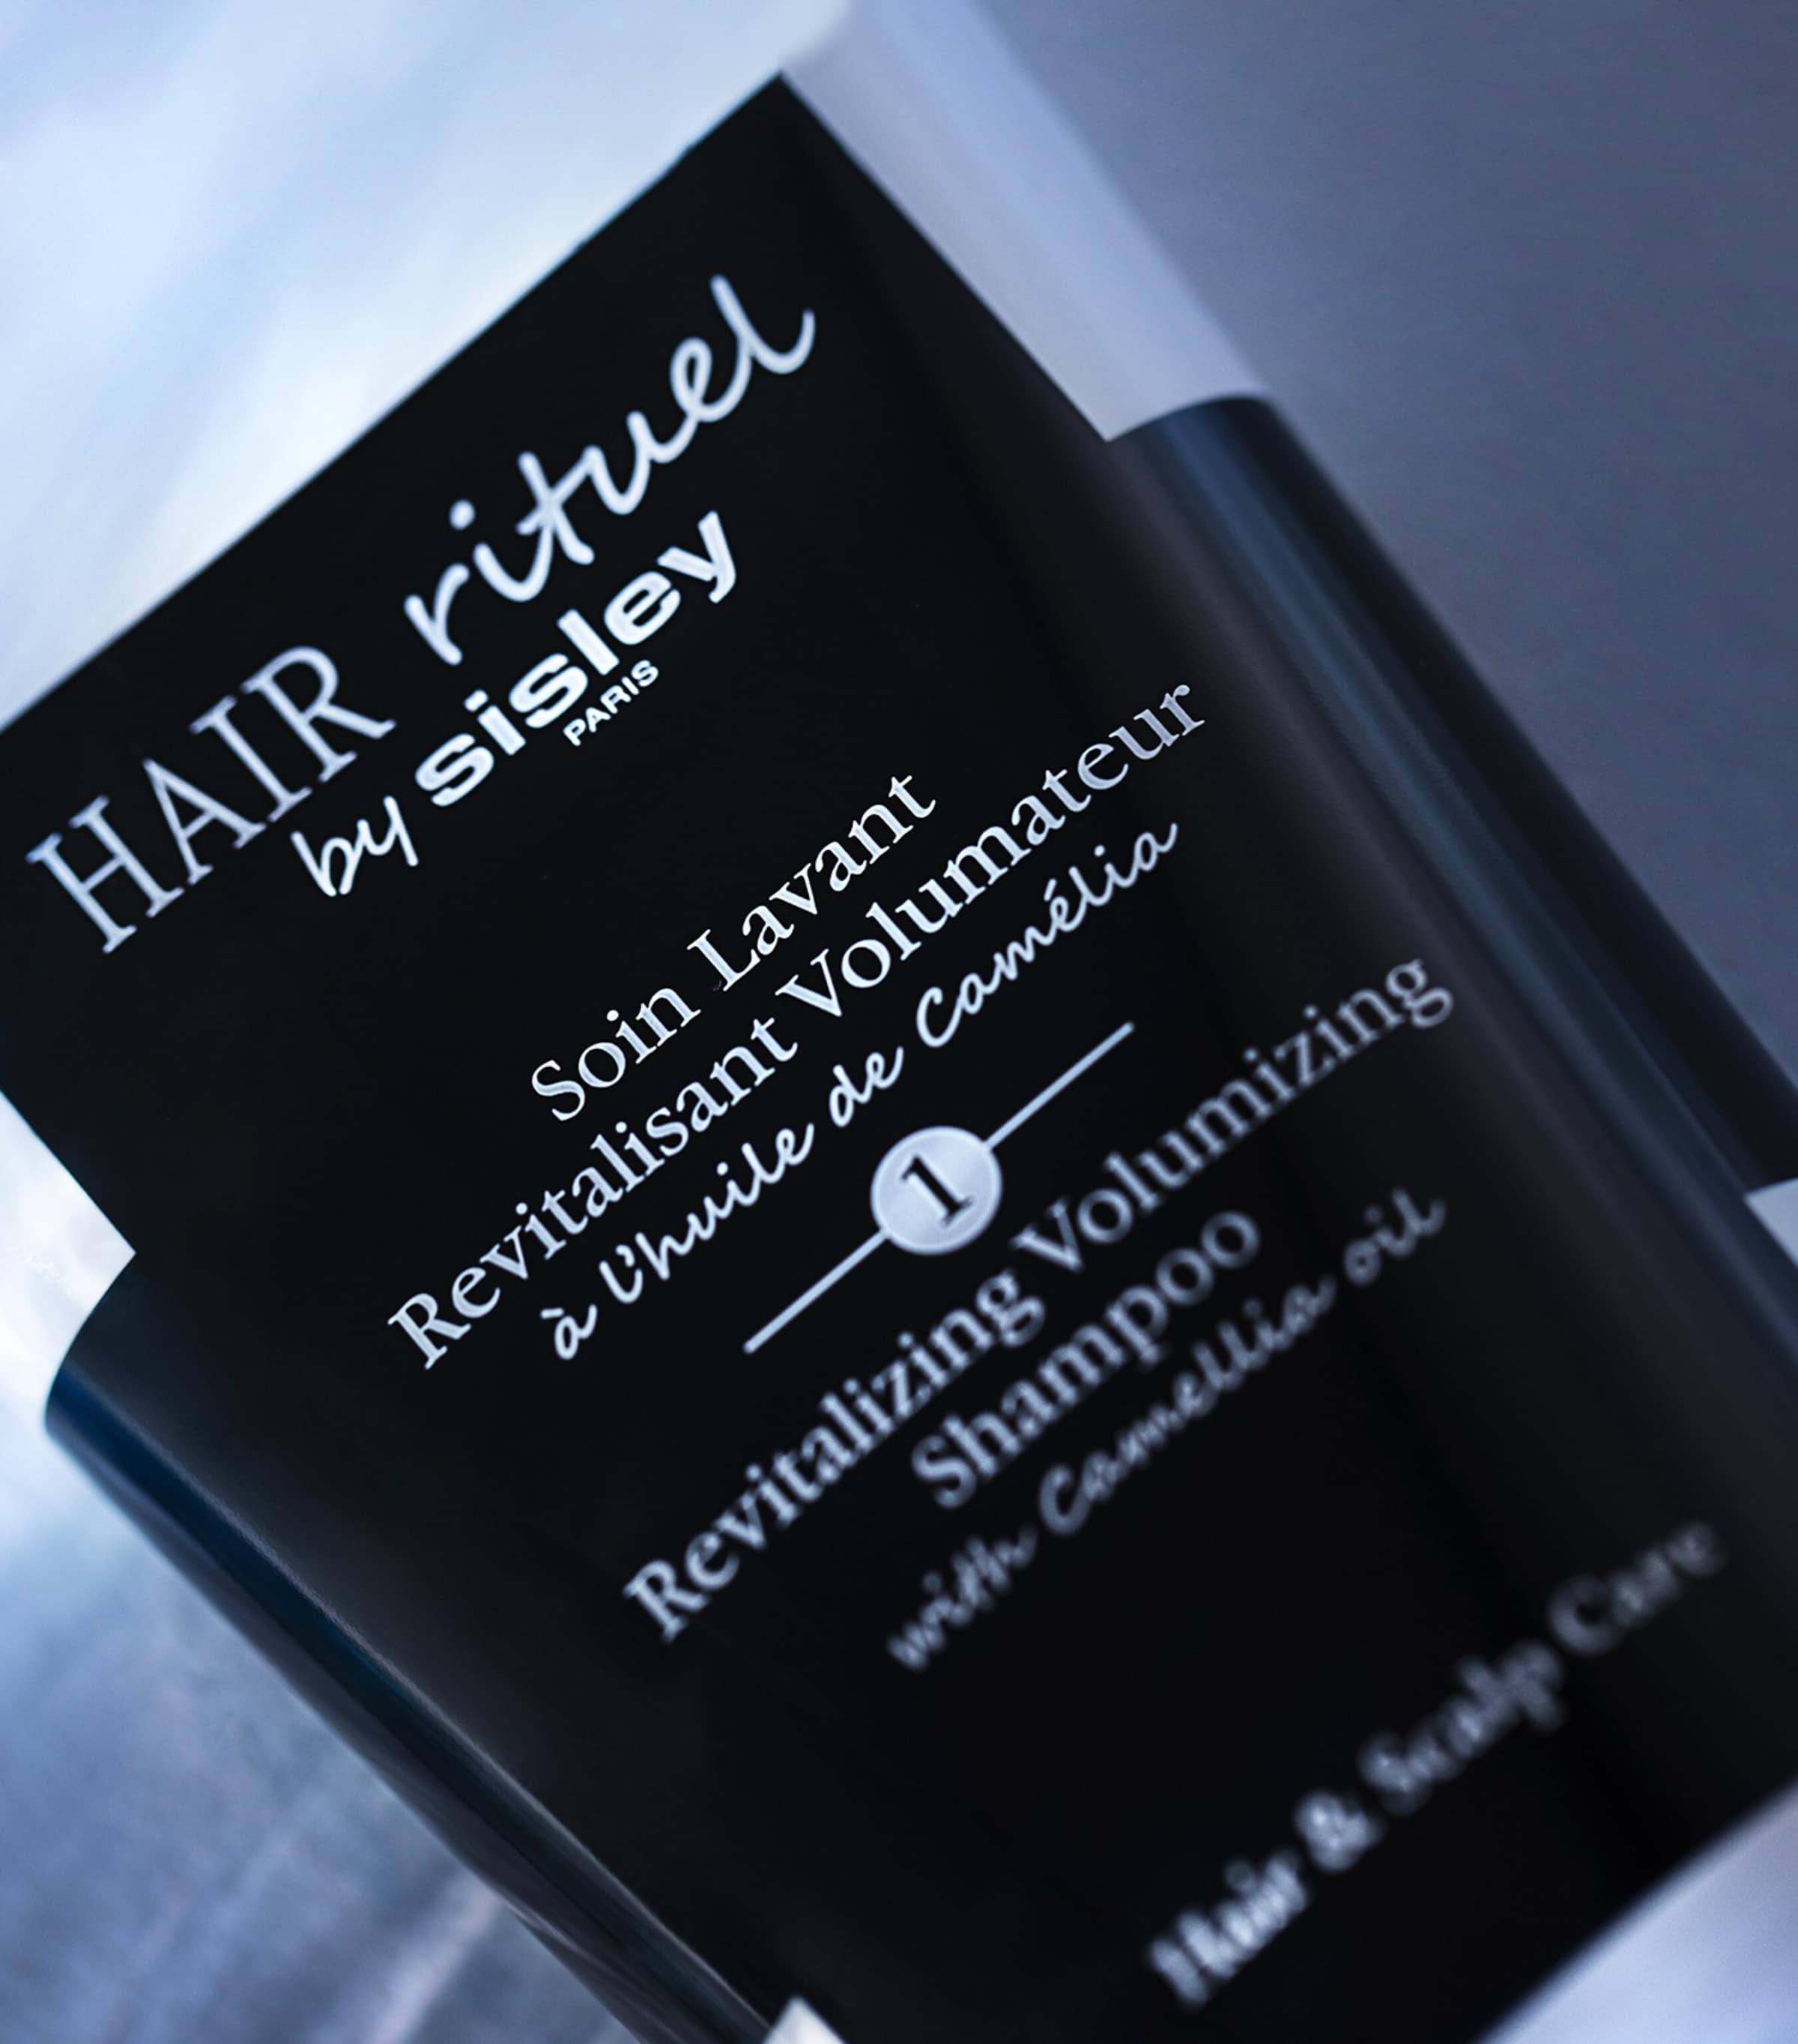 HAIR rituel
by sisley
PARIS
Soin Lavant
Revitalisant Volumateur
à l'huile de Camélia
1
Revitalizing Volumizing
Shampoo
with Camellia oil
Hair & Scalp Care